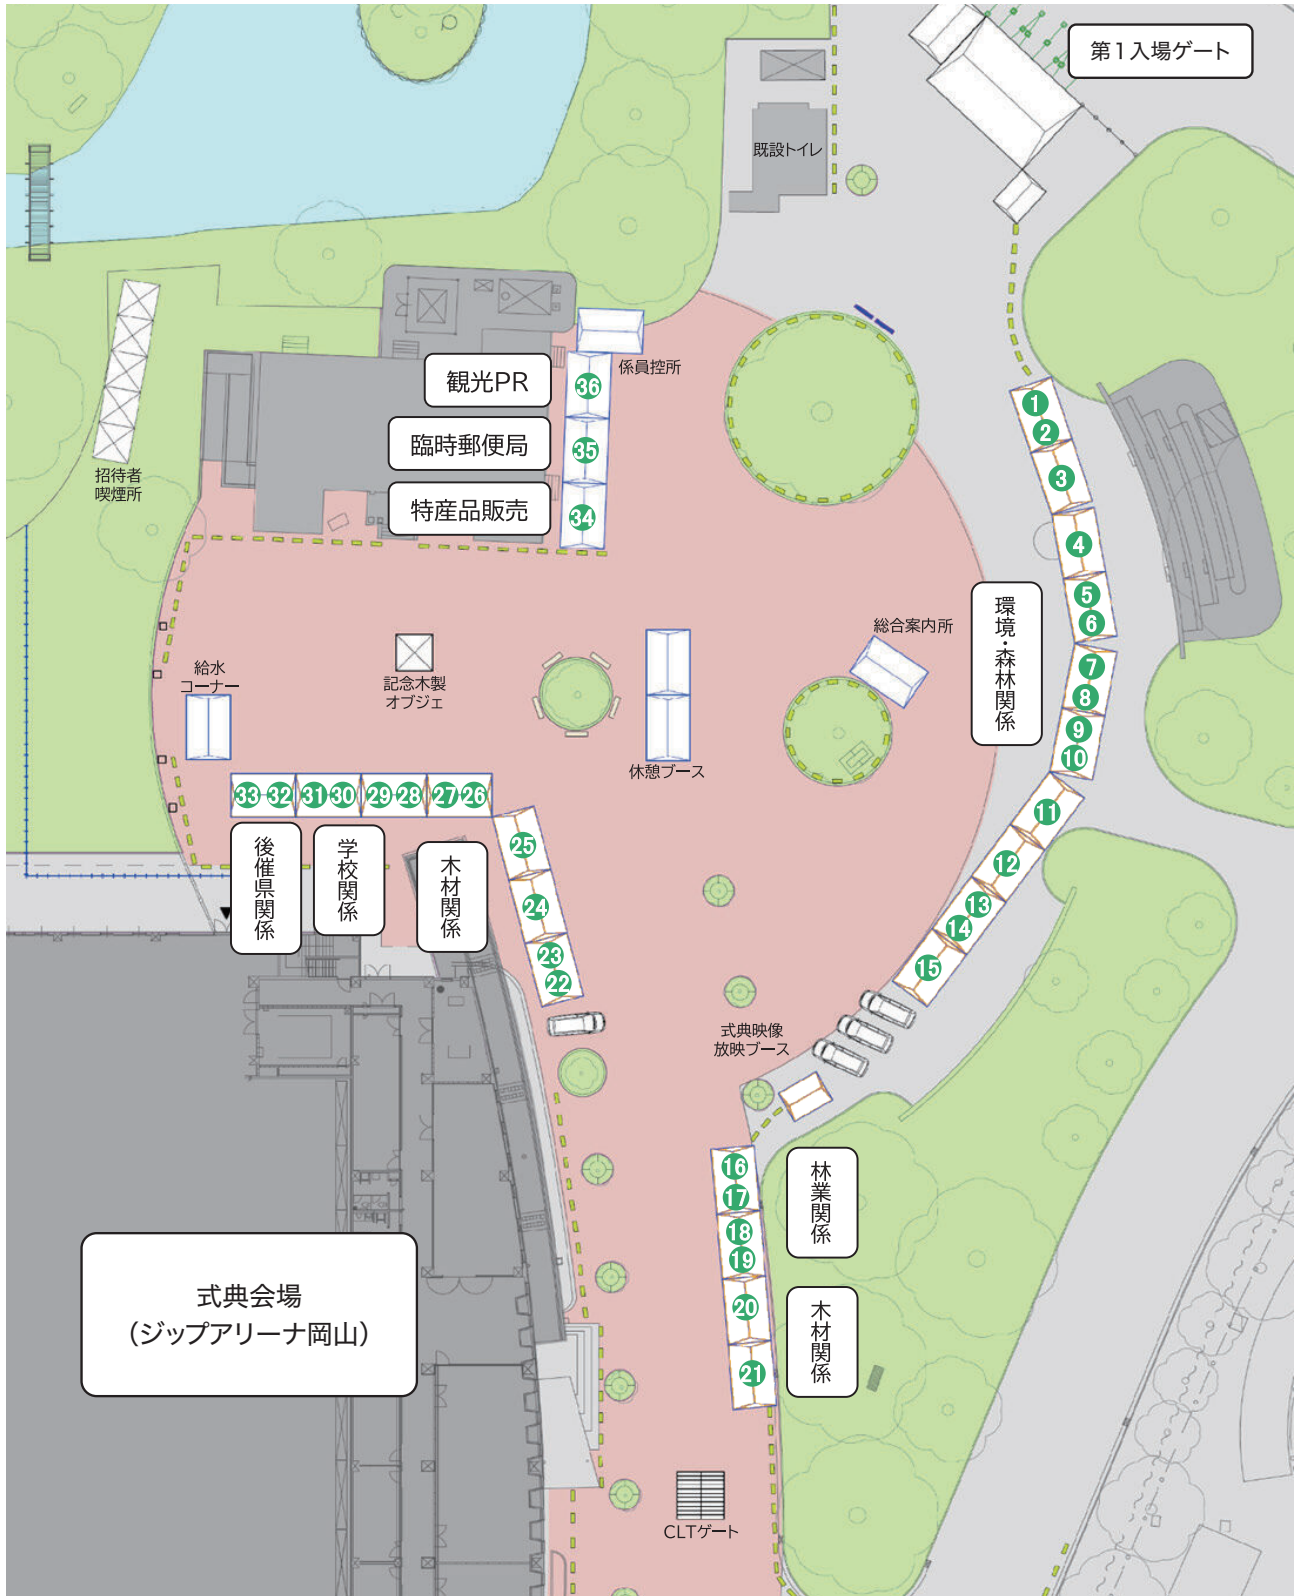 第1入場ゲート
既設トイレ
係員控所
観光PR
36
臨時郵便局
35
特産品販売
34
招待者
喫煙所
1
2
3
4
5
6
環境・森林関係
7
8
9
10
総合案内所
給水
コーナー
記念木製
オブジェ
休憩ブース
33
32
31
30
29
28
27
26
後催県関係
学校関係
木材関係
25
24
23
22
11
12
13
14
15
式典映像
放映ブース
16
17
18
19
林業関係
20
21
木材関係
式典会場
(ジップアリーナ岡山)
CLTゲート